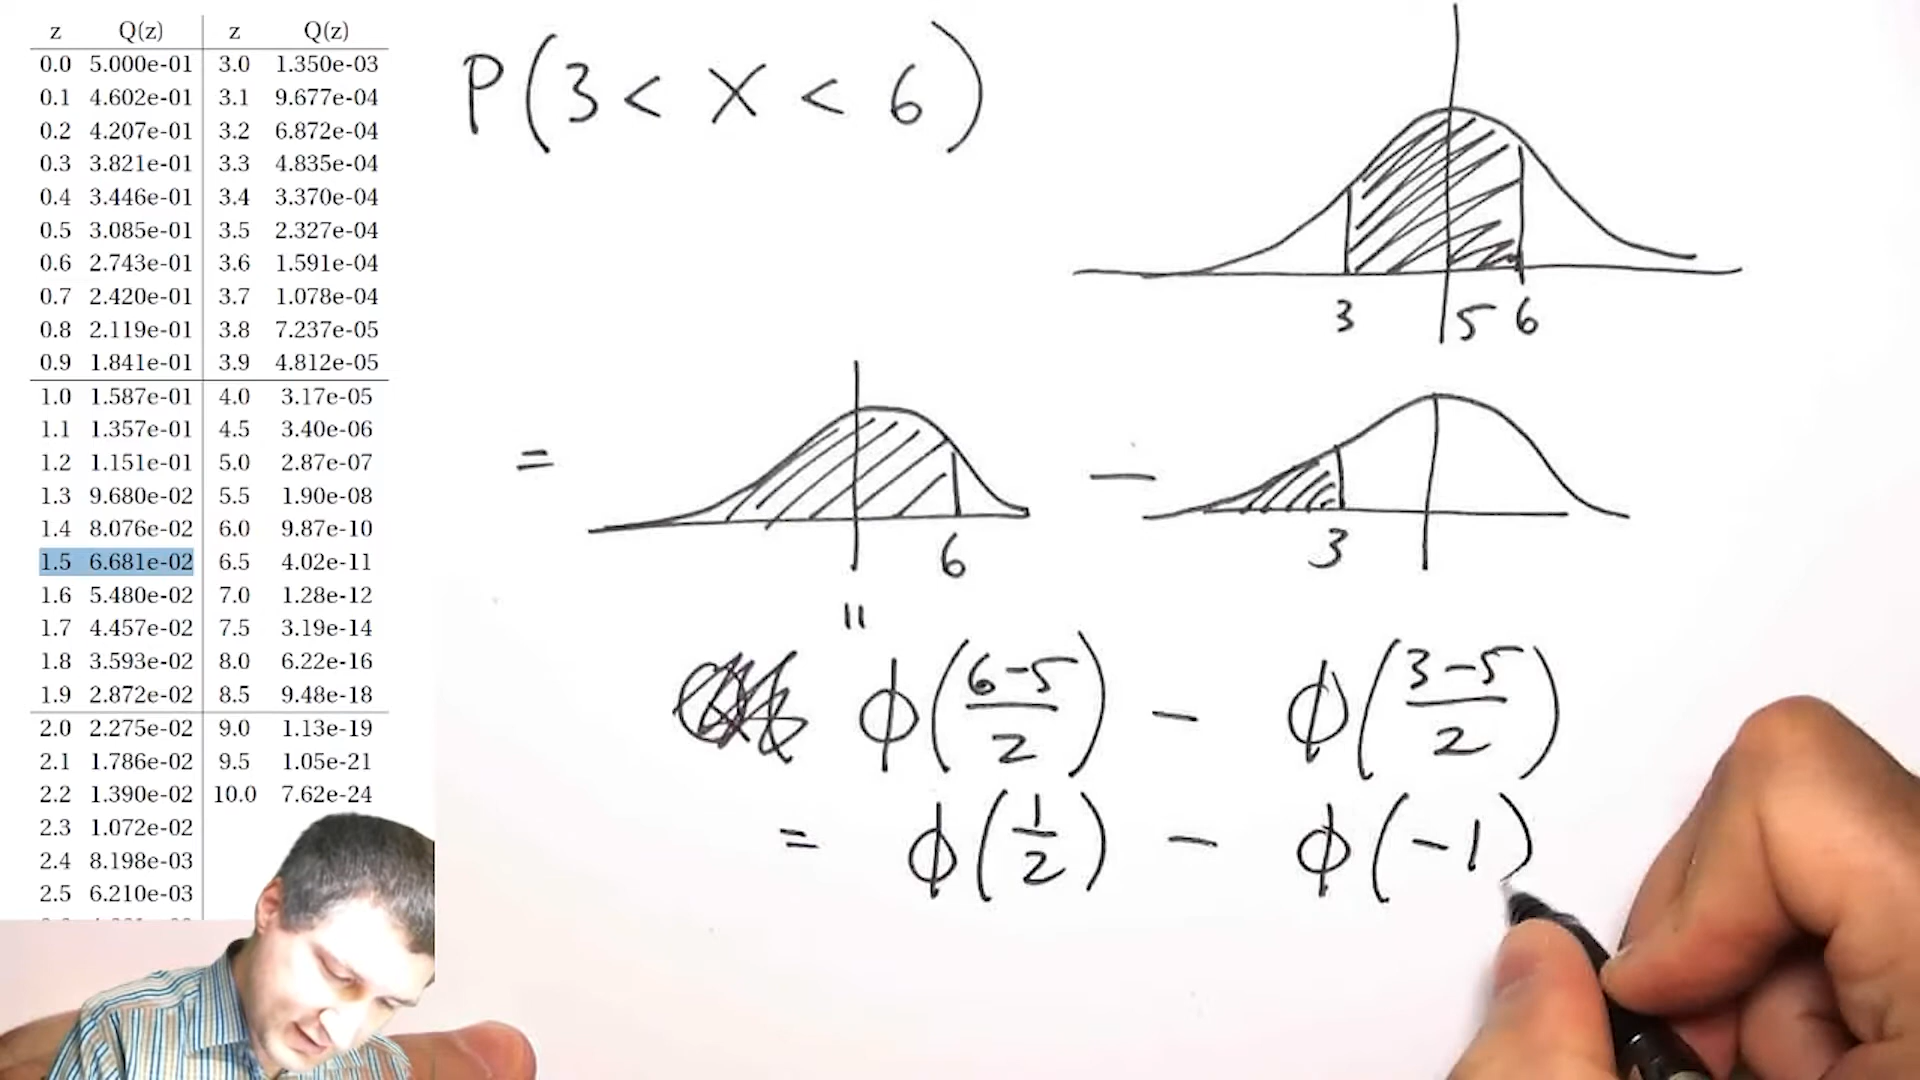 z Q(z) z Q(z)
0.0 5.000e-01 3.0 1.350e-03
0.1 4.602e-01 3.1 9.677e-04
0.2 4.207e-01 3.2 6.872e-04
0.3 3.821e-01 3.3 4.835e-04
0.4 3.446e-01 3.4 3.370e-04
0.5 3.085e-01 3.5 2.327e-04
0.6 2.743e-01 3.6 1.591e-04
0.7 2.420e-01 3.7 1.078e-04
0.8 2.119e-01 3.8 7.237e-05
0.9 1.841e-01 3.9 4.812e-05
1.0 1.587e-01 4.0 3.17e-05
1.1 1.357e-01 4.5 3.40e-06
1.2 1.151e-01 5.0 2.87e-07
1.3 9.680e-02 5.5 1.90e-08
1.4 8.076e-02 6.0 9.87e-10
1.5 6.681e-02 6.5 4.02e-11
1.6 5.480e-02 7.0 1.28e-12
1.7 4.457e-02 7.5 3.19e-14
1.8 3.593e-02 8.0 6.22e-16
1.9 2.872e-02 8.5 9.48e-18
2.0 2.275e-02 9.0 1.13e-19
2.1 1.786e-02 9.5 1.05e-21
2.2 1.390e-02 10.0 7.62e-24
2.3 1.072e-02
2.4 8.198e-03
2.5 6.210e-03
P(3 < X < 6)
3 5 6
= −
6 3
=
ϕ((6-5)/2) − ϕ((3-5)/2)
= ϕ(1/2) − ϕ(-1)